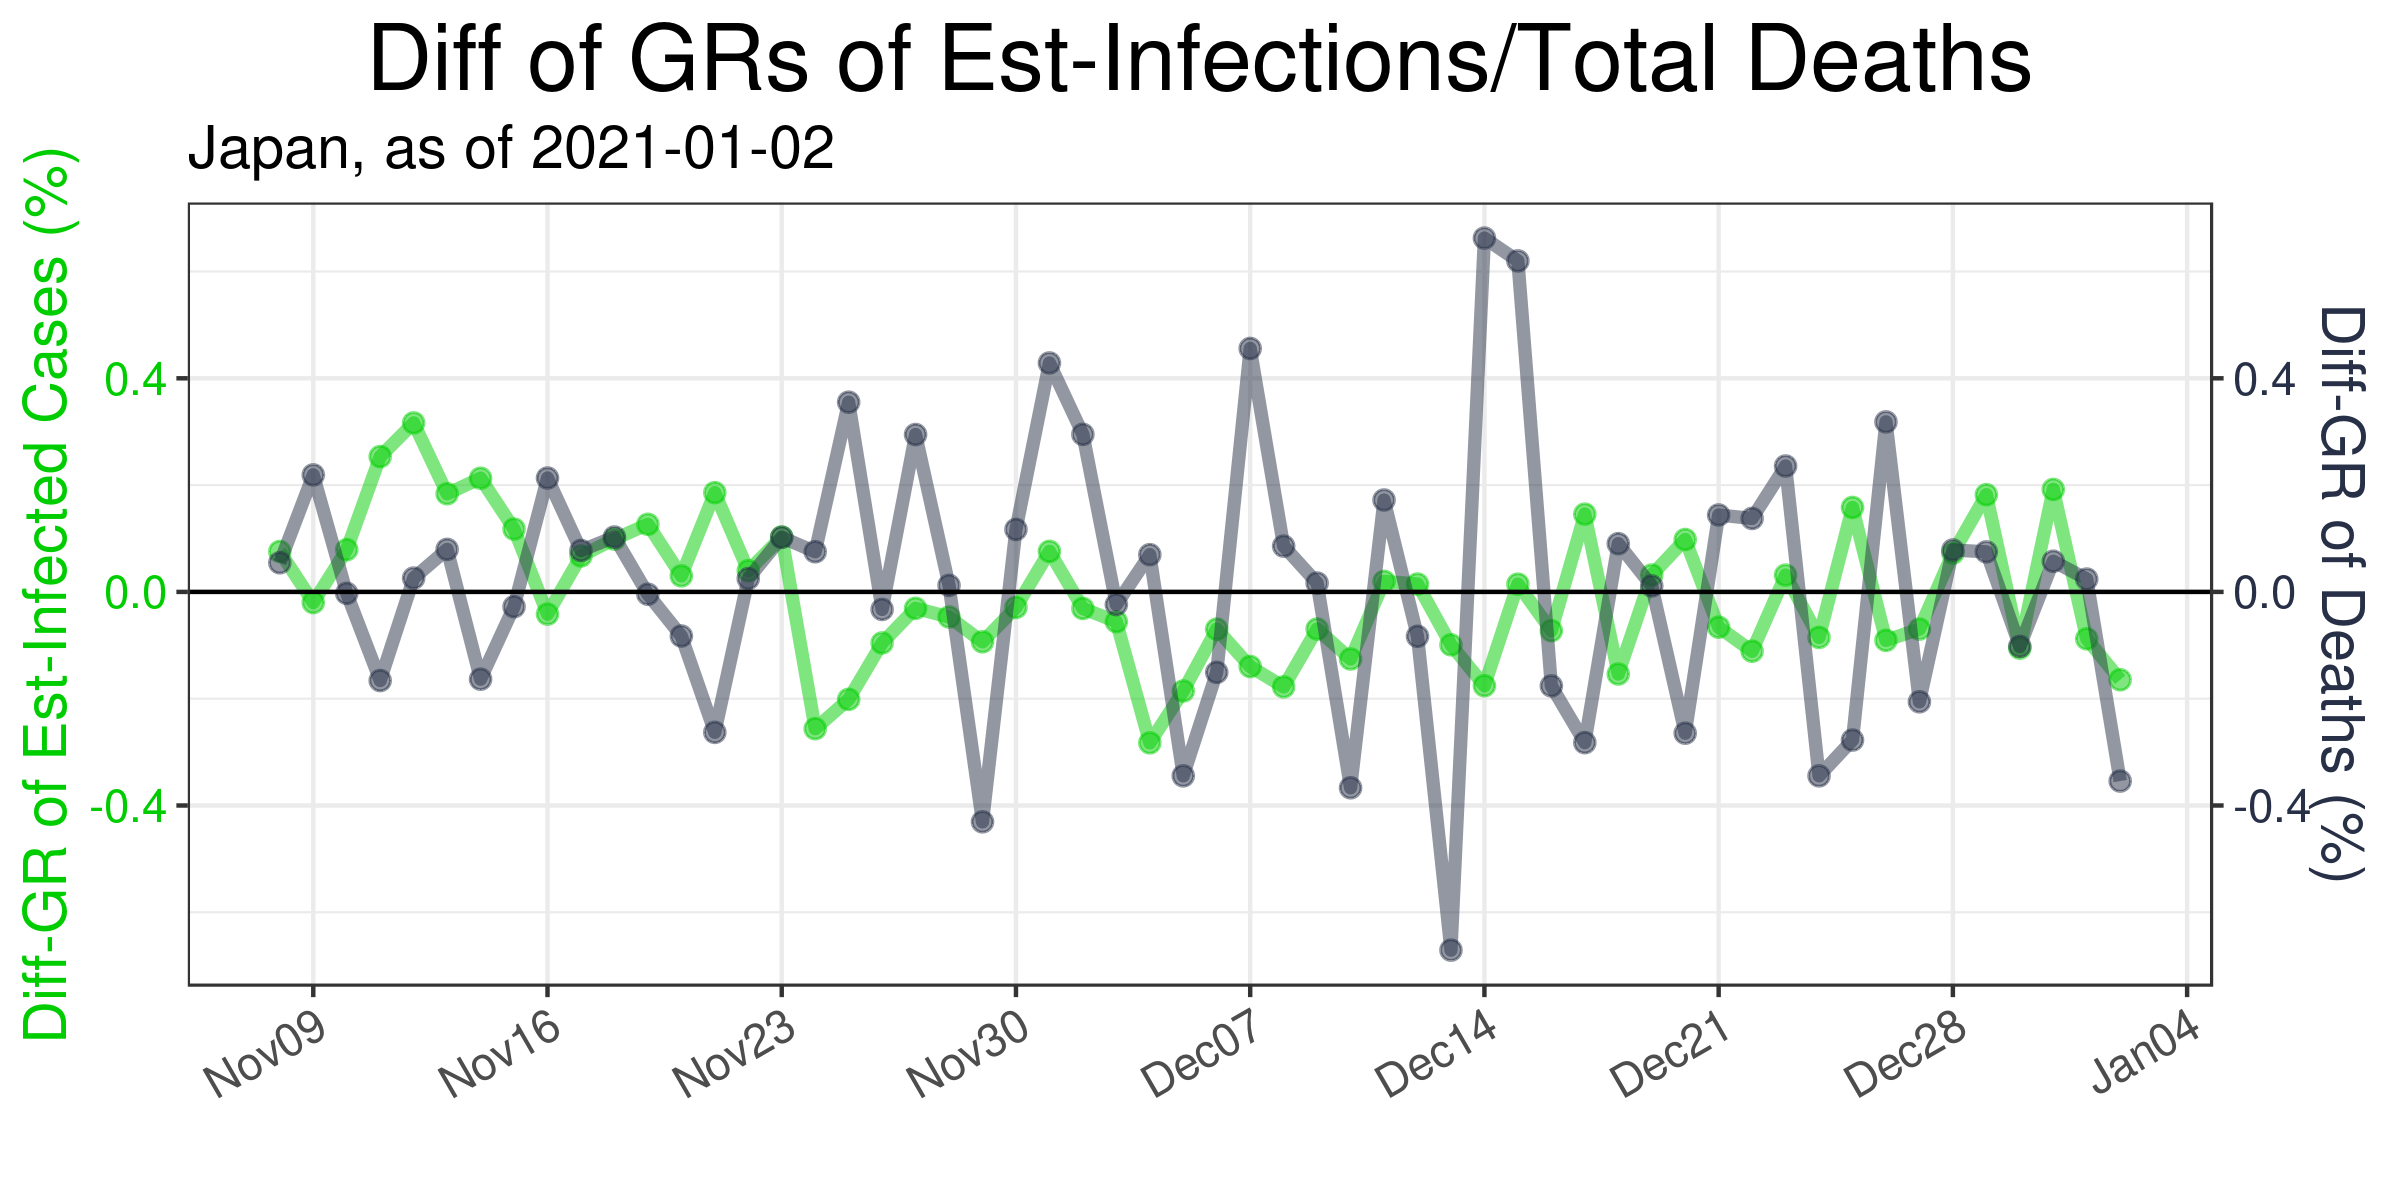 Diff of GRs of Est-Infections/Total Deaths
Japan, as of 2021-01-02
Diff-GR of Est-Infected Cases (%)
0.4
0.0
-0.4
0.4
0.0
-0.4
Diff-GR of Deaths (%)
Nov09
Nov16
Nov23
Nov30
Dec07
Dec14
Dec21
Dec28
Jan04